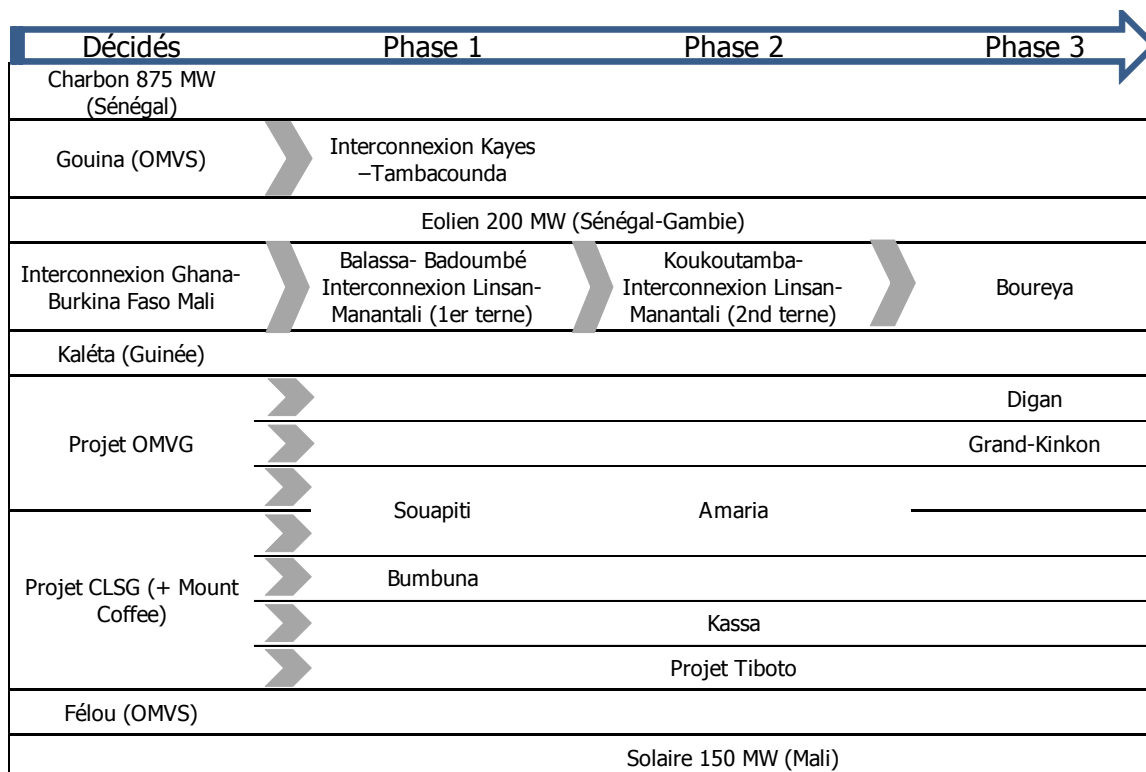 Décidés Phase 1 Phase 2 Phase 3
Charbon 875 MW
(Sénégal)
Gouina (OMVS)
Interconnexion Kayes
–Tambacounda
Eolien 200 MW (Sénégal-Gambie)
Interconnexion Ghana-
Burkina Faso Mali
Balassa- Badoumbé
Interconnexion Linsan-
Manantali (1er terne)
Koukoutamba-
Interconnexion Linsan-
Manantali (2nd terne)
Boureya
Kaléta (Guinée)
Projet OMVG
Digan
Grand-Kinkon
Souapiti
Amaria
Projet CLSG (+ Mount
Coffee)
Bumbuna
Kassa
Projet Tiboto
Félou (OMVS)
Solaire 150 MW (Mali)